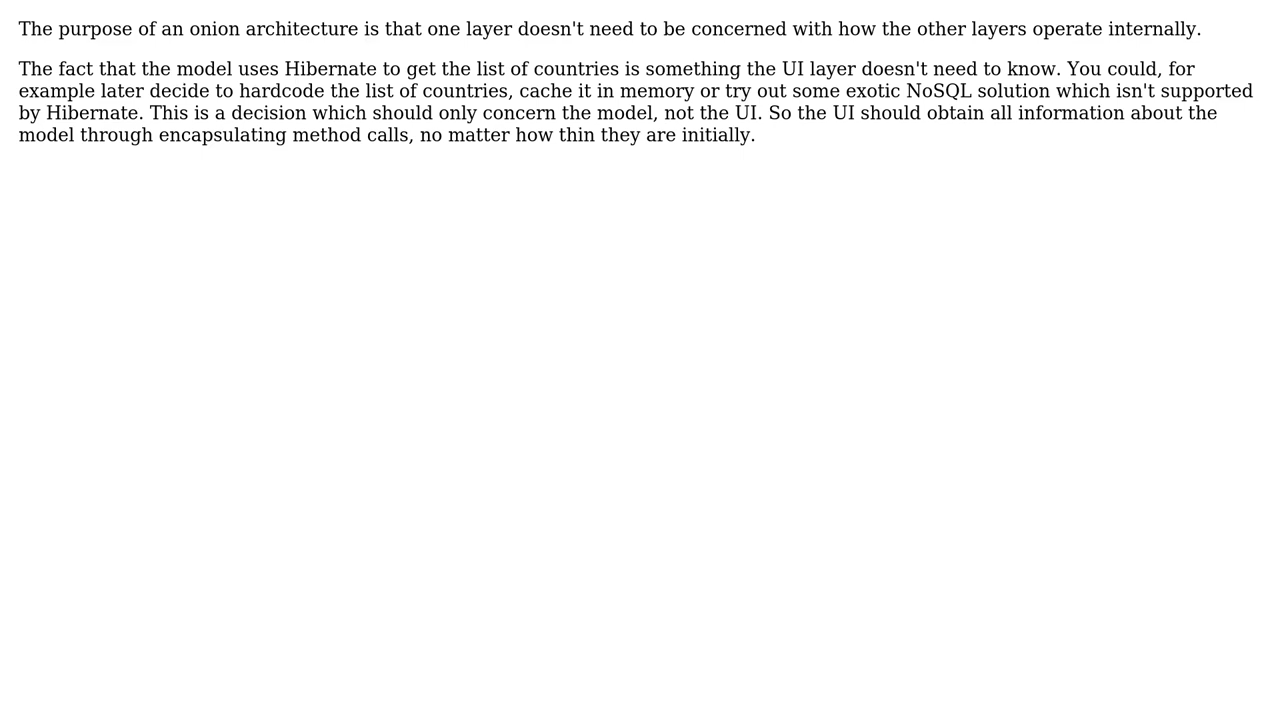 The purpose of an onion architecture is that one layer doesn't need to be concerned with how the other layers operate internally.
The fact that the model uses Hibernate to get the list of countries is something the UI layer doesn't need to know. You could, for
example later decide to hardcode the list of countries, cache it in memory or try out some exotic NoSQL solution which isn't supported
by Hibernate. This is a decision which should only concern the model, not the UI. So the UI should obtain all information about the
model through encapsulating method calls, no matter how thin they are initially.